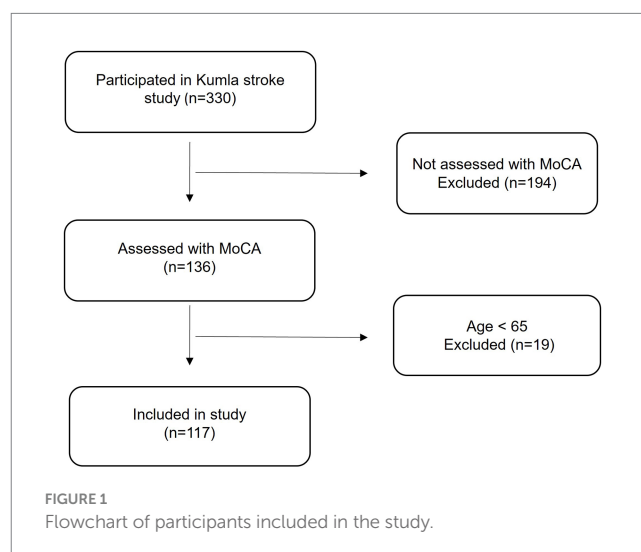 Participated in Kumla stroke
study (n=330)
Not assessed with MoCA
Excluded (n=194)
Assessed with MoCA
(n=136)
Age < 65
Excluded (n=19)
Included in study
(n=117)
FIGURE 1
Flowchart of participants included in the study.